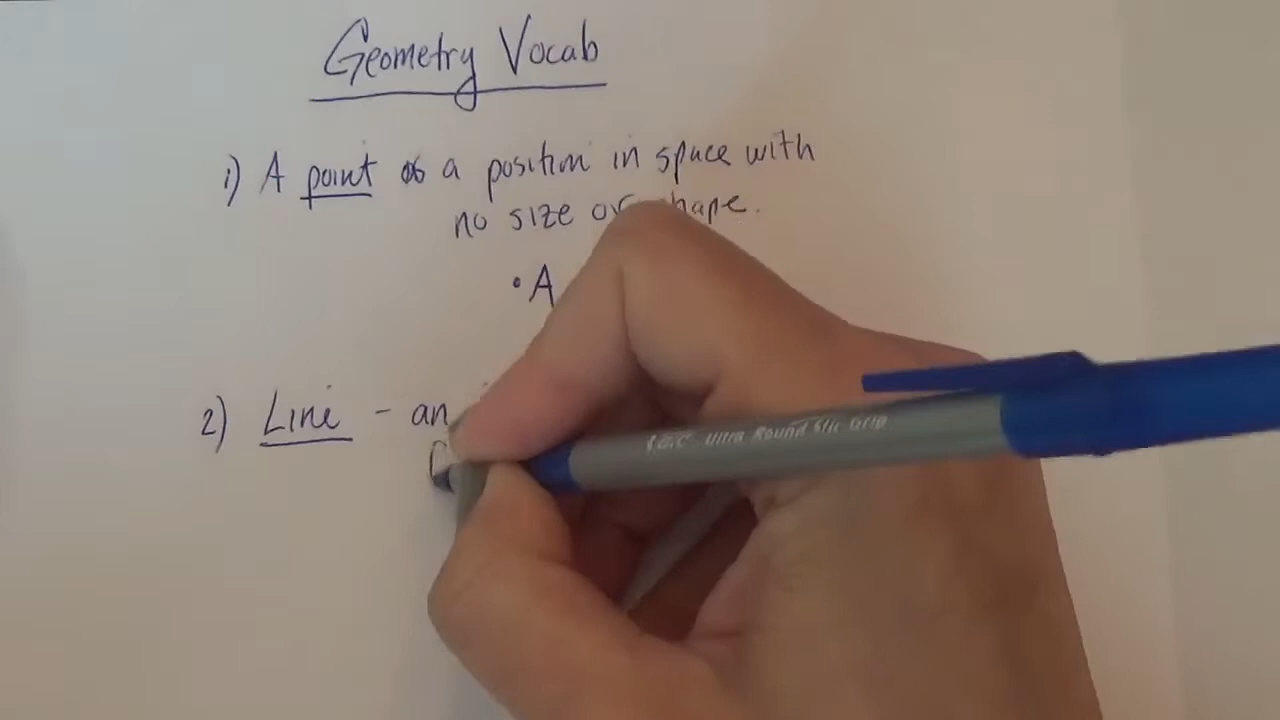 Geometry Vocab
1) A point is a position in space with
no size or shape.
• A
2) Line - an
BIC Ultra Round Stic Grip